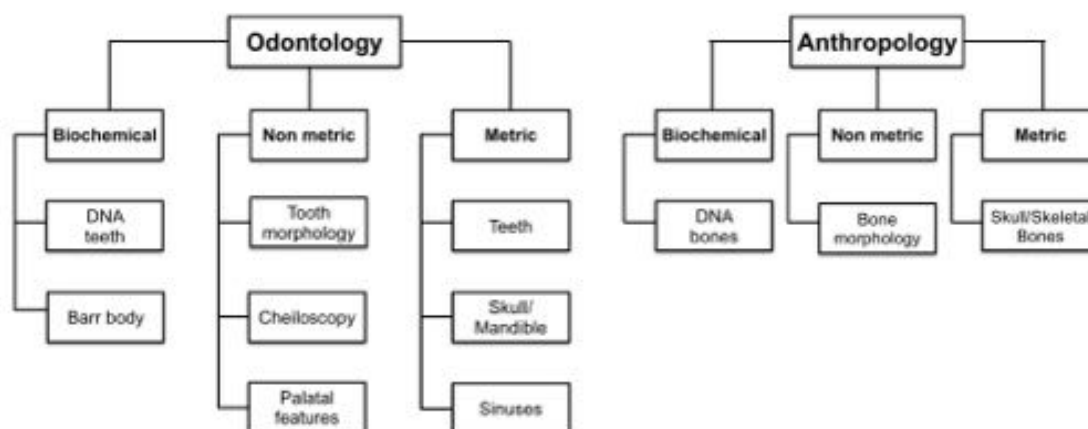 Odontology
Biochemical
Non metric
Metric
DNA
teeth
Barr body
Tooth
morphology
Cheiloscopy
Palatal
features
Teeth
Skull/
Mandible
Sinuses
Anthropology
Biochemical
Non metric
Metric
DNA
bones
Bone
morphology
Skull/Skeletal
Bones